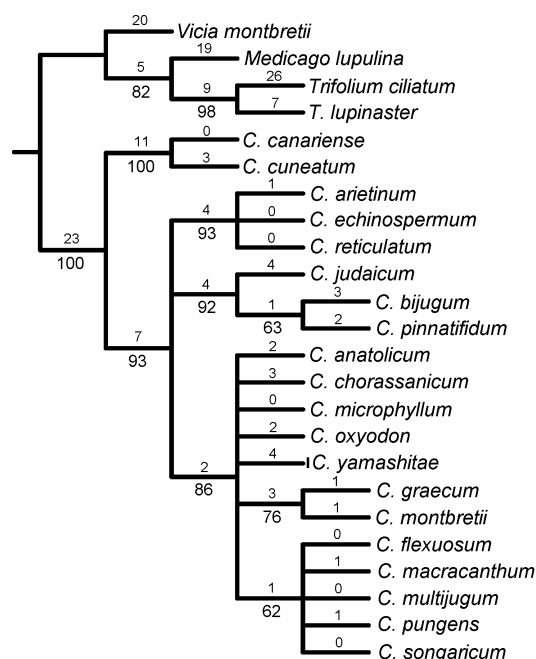 20
Vicia montbretii
19
5
Medicago lupulina
82
26
9
Trifolium ciliatum
98
7
T. lupinaster
0
11
C. canariense
100
3
C. cuneatum
1
C. arietinum
4
0
C. echinospermum
93
0
C. reticulatum
23
100
4
C. judaicum
4
92
3
1
C. bijugum
63
2
C. pinnatifidum
7
93
2
C. anatolicum
3
C. chorassanicum
0
C. microphyllum
2
C. oxyodon
2
86
4
C. yamashitae
1
3
C. graecum
76
1
C. montbretii
0
C. flexuosum
1
C. macracanthum
1
0
C. multijugum
62
1
C. pungens
0
C. songaricum